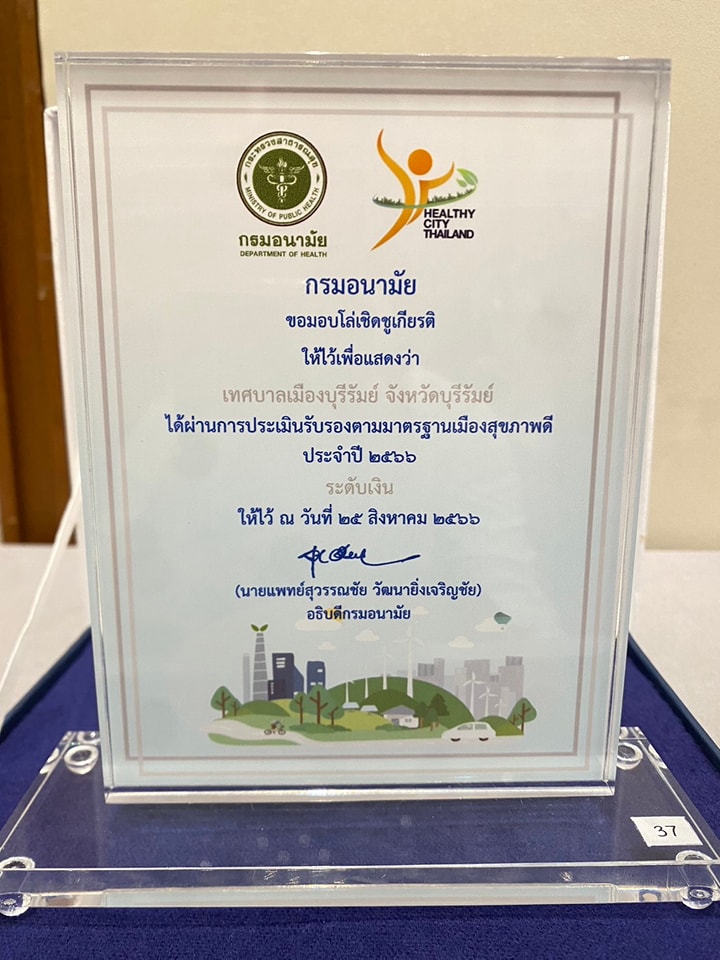 กระทรวงสาธารณสุข
MINISTRY OF PUBLIC HEALTH
กรมอนามัย
DEPARTMENT OF HEALTH
HEALTHY
CITY
THAILAND
กรมอนามัย
ขอมอบโล่เชิดชูเกียรติ
ให้ไว้เพื่อแสดงว่า
เทศบาลเมืองบุรีรัมย์ จังหวัดบุรีรัมย์
ได้ผ่านการประเมินรับรองตามมาตรฐานเมืองสุขภาพดี
ประจำปี ๒๕๖๖
ระดับเงิน
ให้ไว้ ณ วันที่ ๒๕ สิงหาคม ๒๕๖๖
(นายแพทย์สุวรรณชัย วัฒนายิ่งเจริญชัย)
อธิบดีกรมอนามัย
37